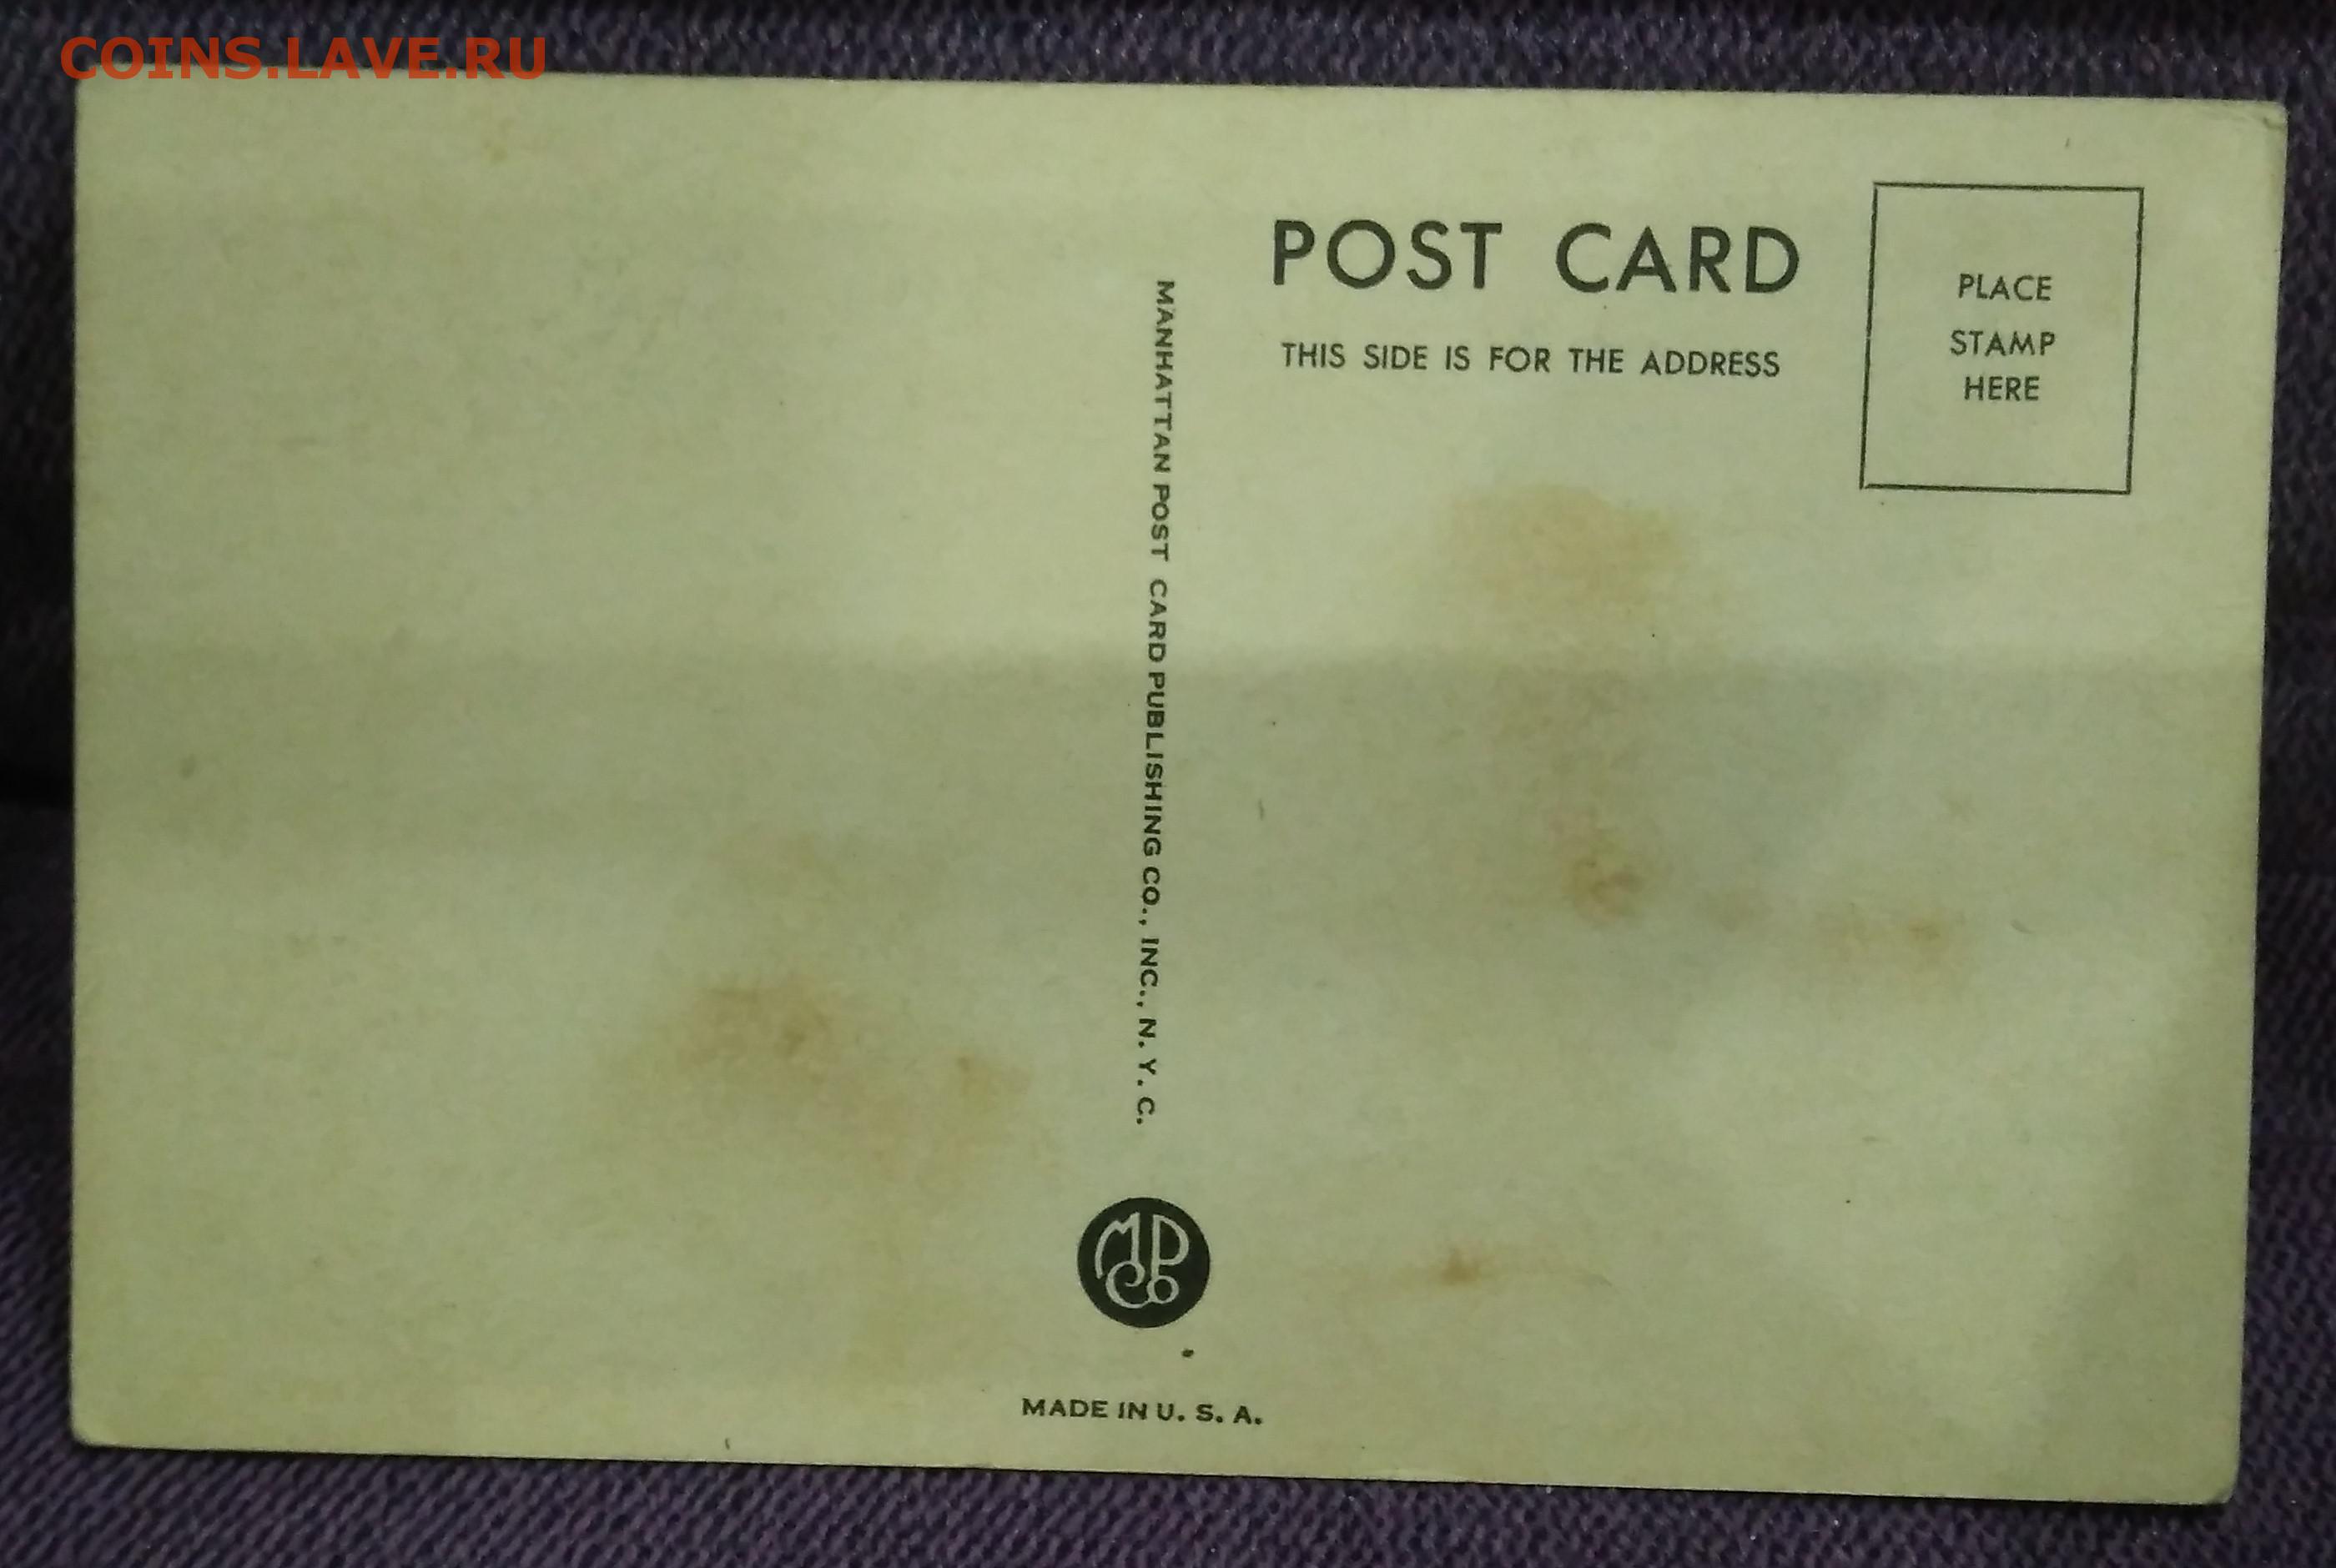 COINS.LAVE.RU
POST CARD
THIS SIDE IS FOR THE ADDRESS
PLACE
STAMP
HERE
MANHATTAN POST CARD PUBLISHING CO., INC., N. Y. C.
MPCo
MADE IN U. S. A.